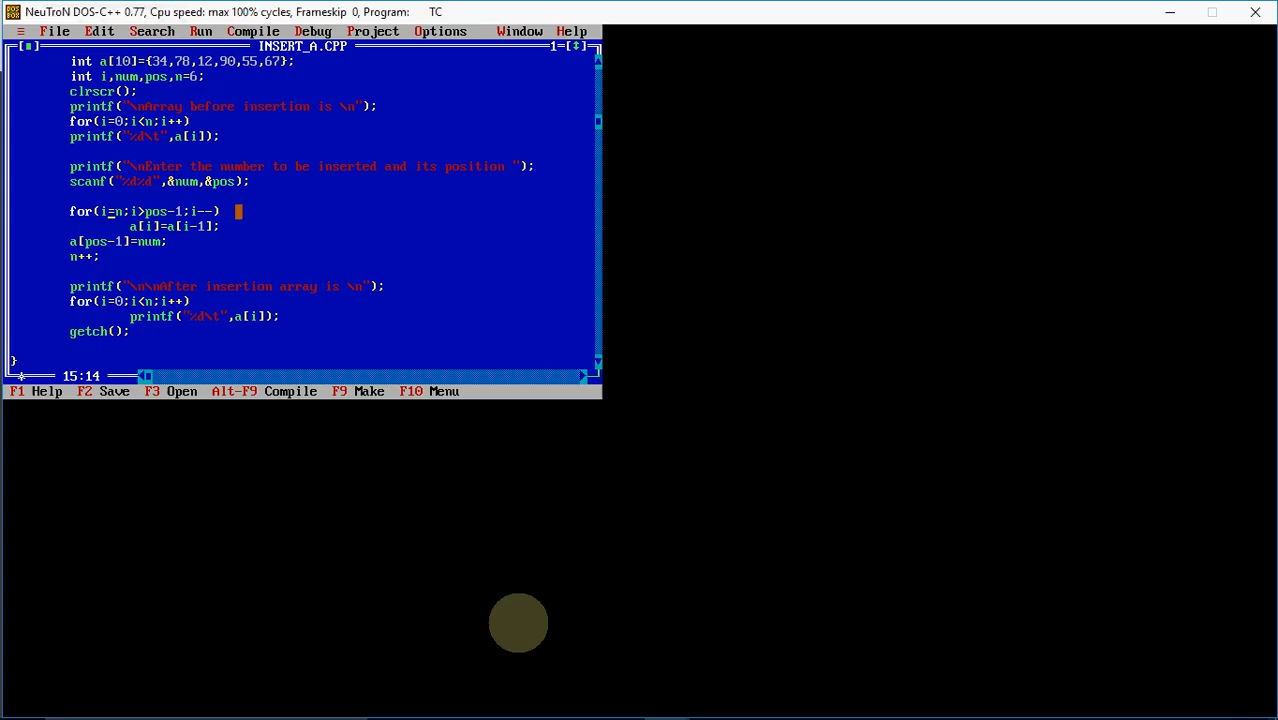 NeuTroN DOS-C++ 0.77, Cpu speed: max 100% cycles, Frameskip 0, Program: TC
≡ File Edit Search Run Compile Debug Project Options Window Help
INSERT_A.CPP 1=[↕]
int a[10]={34,78,12,90,55,67};
int i,num,pos,n=6;
clrscr();
printf("\nArray before insertion is \n");
for(i=0;i<n;i++)
printf("%d\t",a[i]);
printf("\nEnter the number to be inserted and its position ");
scanf("%d%d",&num,&pos);
for(i=n;i>pos-1;i--)
a[i]=a[i-1];
a[pos-1]=num;
n++;
printf("\n\nAfter insertion array is \n");
for(i=0;i<n;i++)
printf("%d\t",a[i]);
getch();
}
15:14
F1 Help F2 Save F3 Open Alt-F9 Compile F9 Make F10 Menu